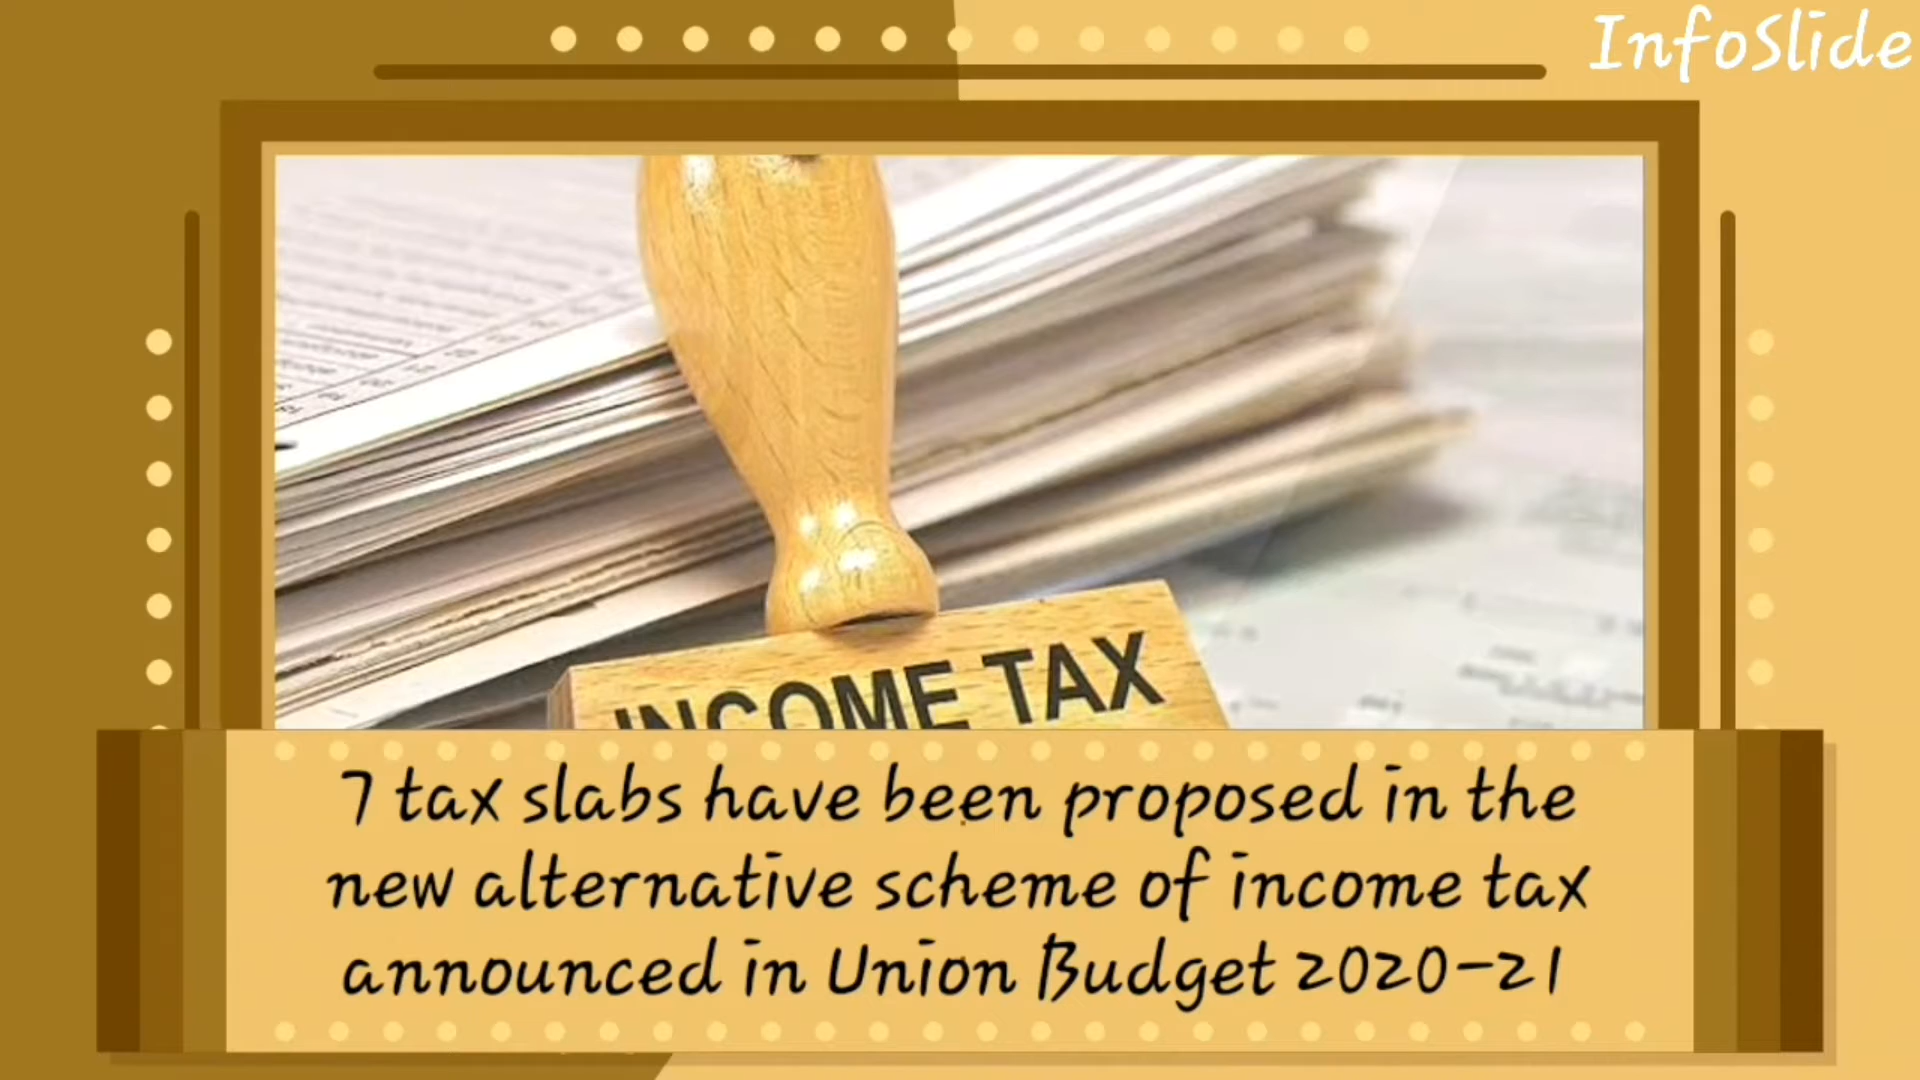 InfoSlide
INCOME TAX
7 tax slabs have been proposed in the
new alternative scheme of income tax
announced in Union Budget 2020-21